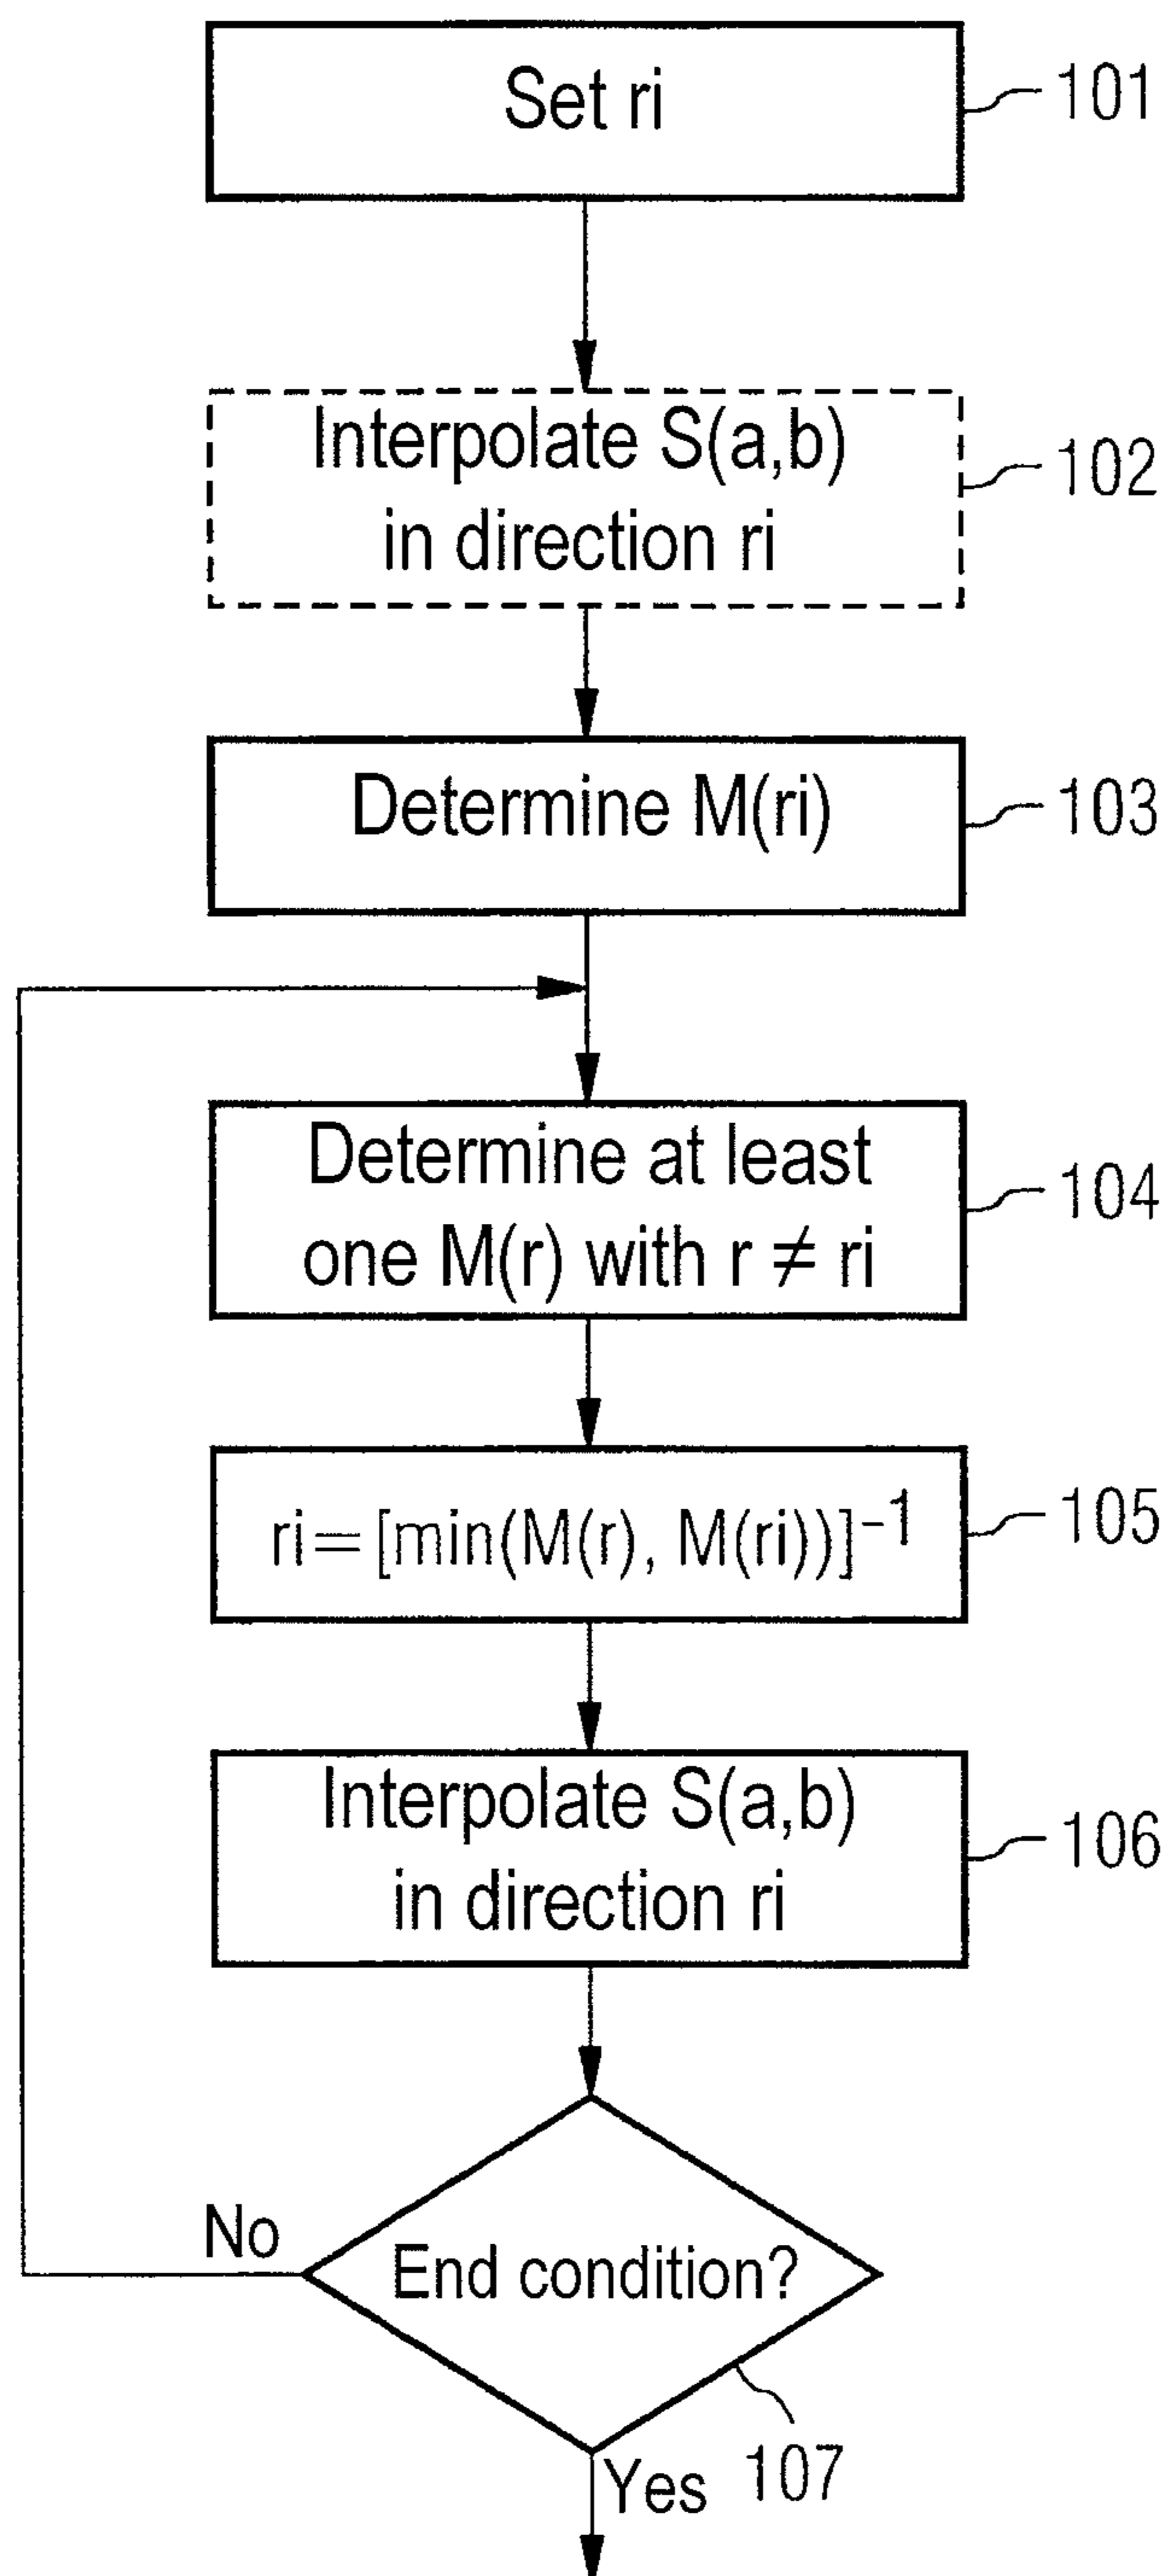 Set ri
101
Interpolate S(a,b)
in direction ri
102
Determine M(ri)
103
Determine at least
one M(r) with r ≠ ri
104
ri=[min(M(r), M(ri))]⁻¹
105
Interpolate S(a,b)
in direction ri
106
No
End condition?
Yes
107